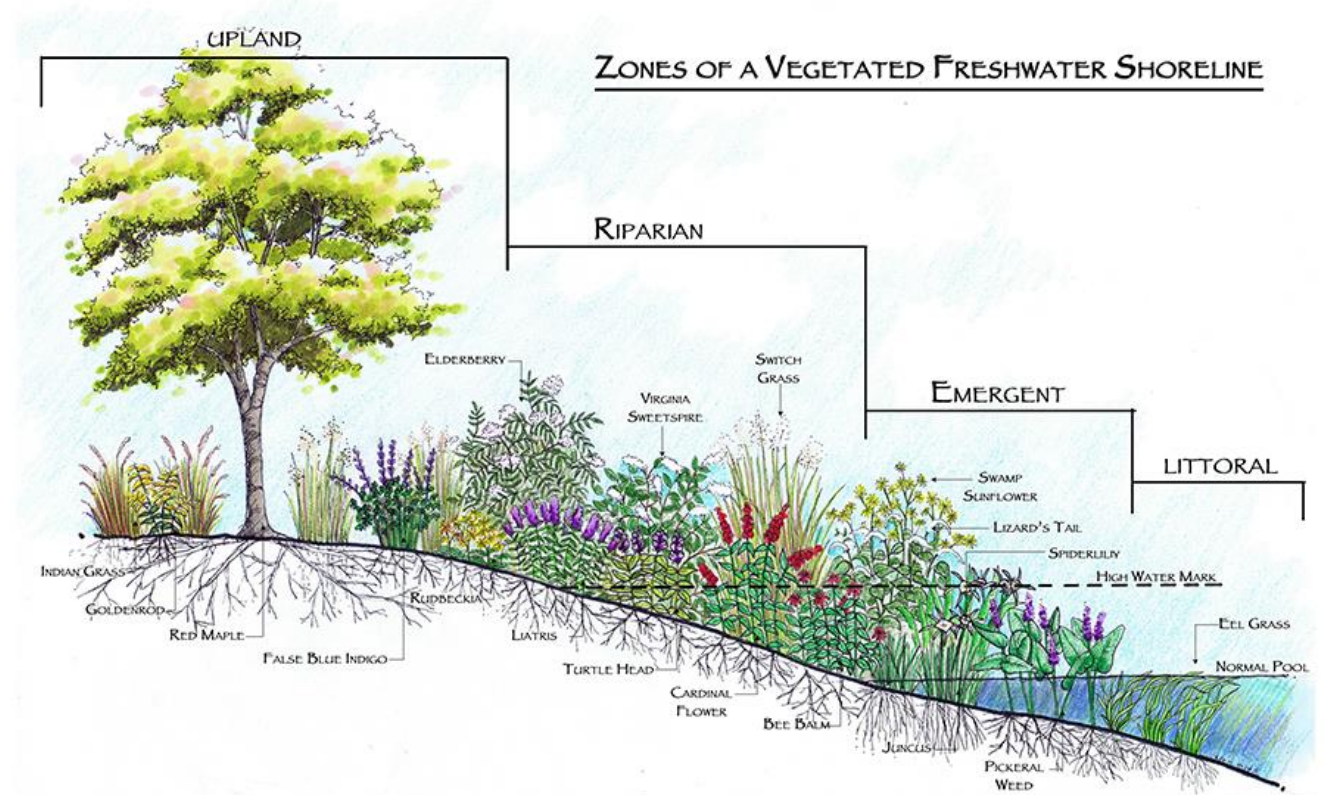 UPLAND
ZONES OF A VEGETATED FRESHWATER SHORELINE
RIPARIAN
EMERGENT
LITTORAL
ELDERBERRY
SWITCH
GRASS
VIRGINIA
SWEETSPIRE
SWAMP
SUNFLOWER
LIZARD'S TAIL
SPIDERLILIY
HIGH WATER MARK
INDIAN GRASS
GOLDENROD
RED MAPLE
FALSE BLUE INDIGO
RUDBECKIA
LIATRIS
TURTLE HEAD
CARDINAL
FLOWER
BEE BALM
JUNCUS
PICKERAL
WEED
EEL GRASS
NORMAL POOL